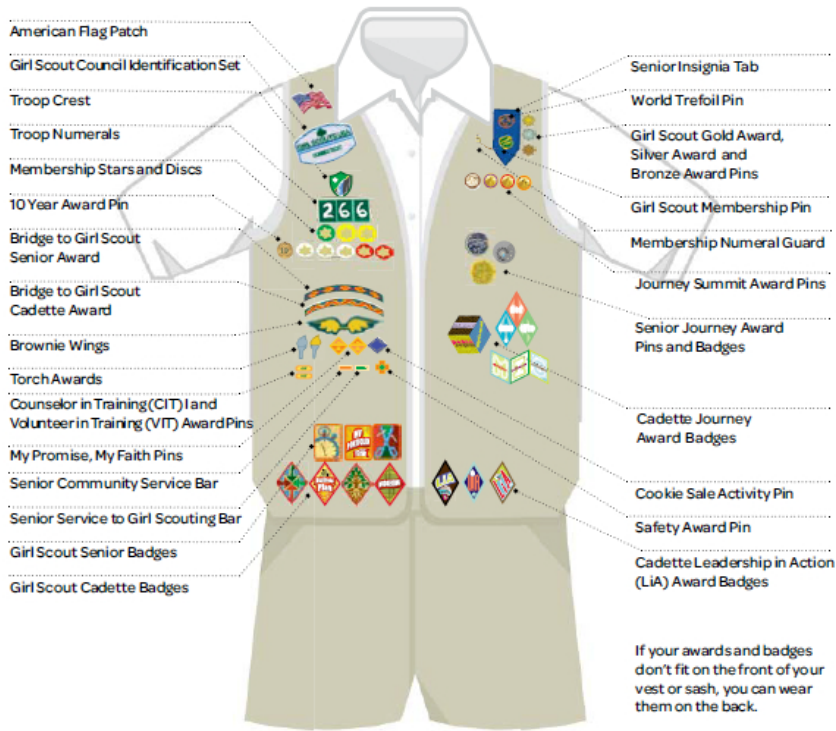 American Flag Patch
Girl Scout Council Identification Set
Troop Crest
Troop Numerals
Membership Stars and Discs
10 Year Award Pin
Bridge to Girl Scout
Senior Award
Bridge to Girl Scout
Cadette Award
Brownie Wings
Torch Awards
Counselor in Training (CIT) I and
Volunteer in Training (VIT) Award Pins
My Promise, My Faith Pins
Senior Community Service Bar
Senior Service to Girl Scouting Bar
Girl Scout Senior Badges
Girl Scout Cadette Badges
266
Senior Insignia Tab
World Trefoil Pin
Girl Scout Gold Award,
Silver Award and
Bronze Award Pins
Girl Scout Membership Pin
Membership Numeral Guard
Journey Summit Award Pins
Senior Journey Award
Pins and Badges
Cadette Journey
Award Badges
Cookie Sale Activity Pin
Safety Award Pin
Cadette Leadership in Action
(LiA) Award Badges
If your awards and badges
don't fit on the front of your
vest or sash, you can wear
them on the back.